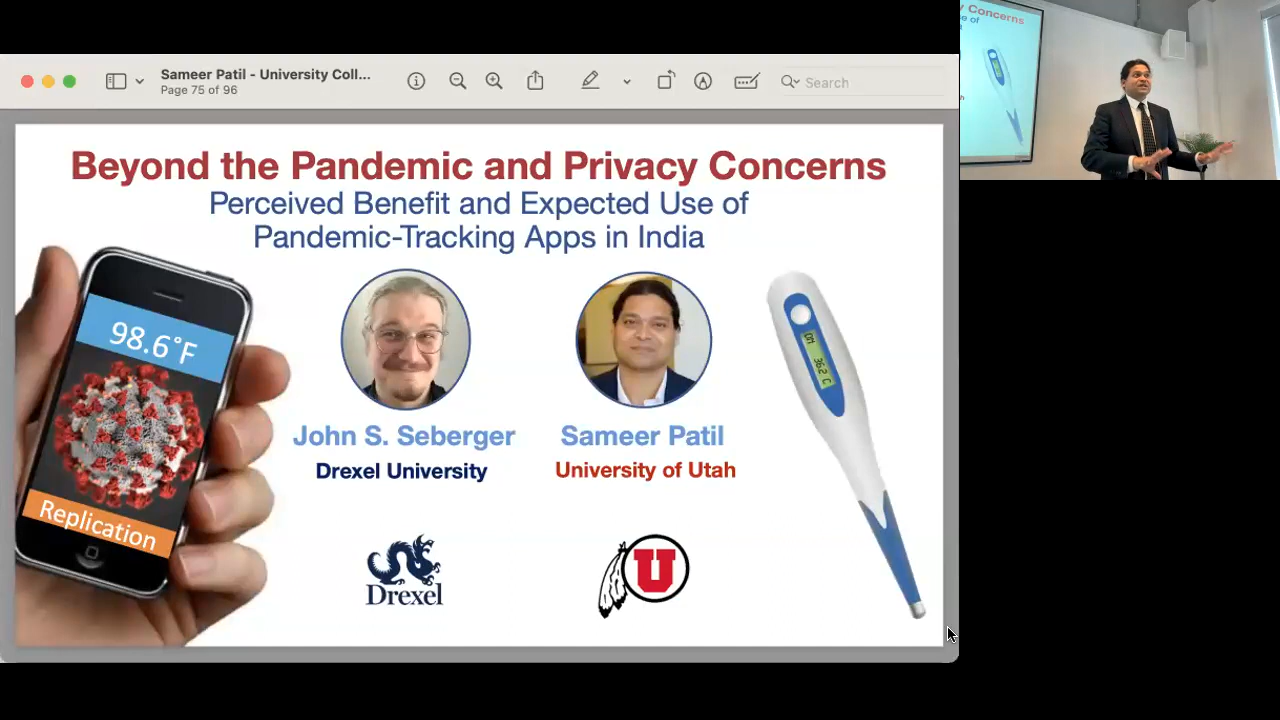 Sameer Patil - University Coll...
Page 75 of 96
Search
Beyond the Pandemic and Privacy Concerns
Perceived Benefit and Expected Use of
Pandemic-Tracking Apps in India
98.6°F
Replication
John S. Seberger
Drexel University
Sameer Patil
University of Utah
Drexel
U
36.2 C
Concerns